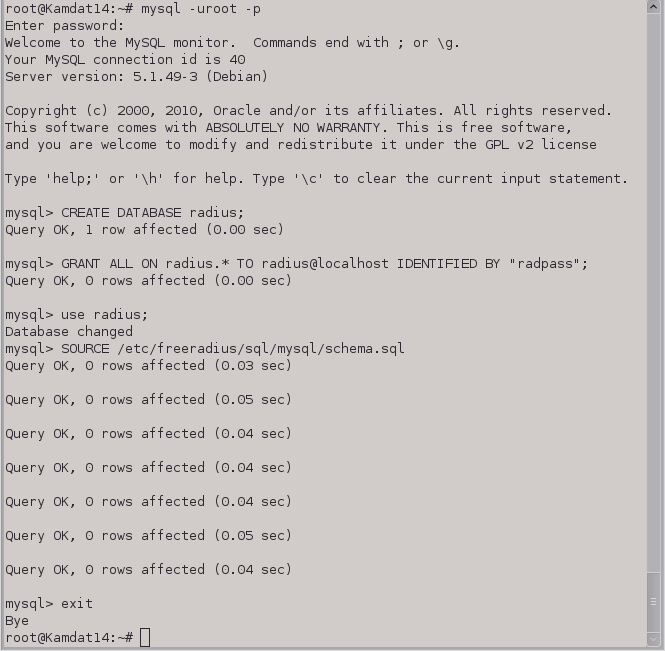 root@Kamdat14:~# mysql -uroot -p
Enter password:
Welcome to the MySQL monitor.  Commands end with ; or \g.
Your MySQL connection id is 40
Server version: 5.1.49-3 (Debian)
Copyright (c) 2000, 2010, Oracle and/or its affiliates. All rights reserved.
This software comes with ABSOLUTELY NO WARRANTY. This is free software,
and you are welcome to modify and redistribute it under the GPL v2 license
Type 'help;' or '\h' for help. Type '\c' to clear the current input statement.
mysql> CREATE DATABASE radius;
Query OK, 1 row affected (0.00 sec)
mysql> GRANT ALL ON radius.* TO radius@localhost IDENTIFIED BY "radpass";
Query OK, 0 rows affected (0.00 sec)
mysql> use radius;
Database changed
mysql> SOURCE /etc/freeradius/sql/mysql/schema.sql
Query OK, 0 rows affected (0.03 sec)
Query OK, 0 rows affected (0.05 sec)
Query OK, 0 rows affected (0.04 sec)
Query OK, 0 rows affected (0.04 sec)
Query OK, 0 rows affected (0.04 sec)
Query OK, 0 rows affected (0.05 sec)
Query OK, 0 rows affected (0.04 sec)
mysql> exit
Bye
root@Kamdat14:~#